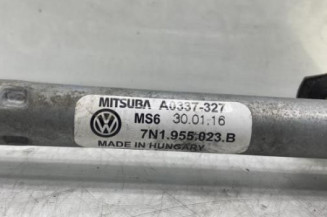 MITSUBA A0337-327
MS6 30.01.16
7N1.955.023.B
MADE IN HUNGARY